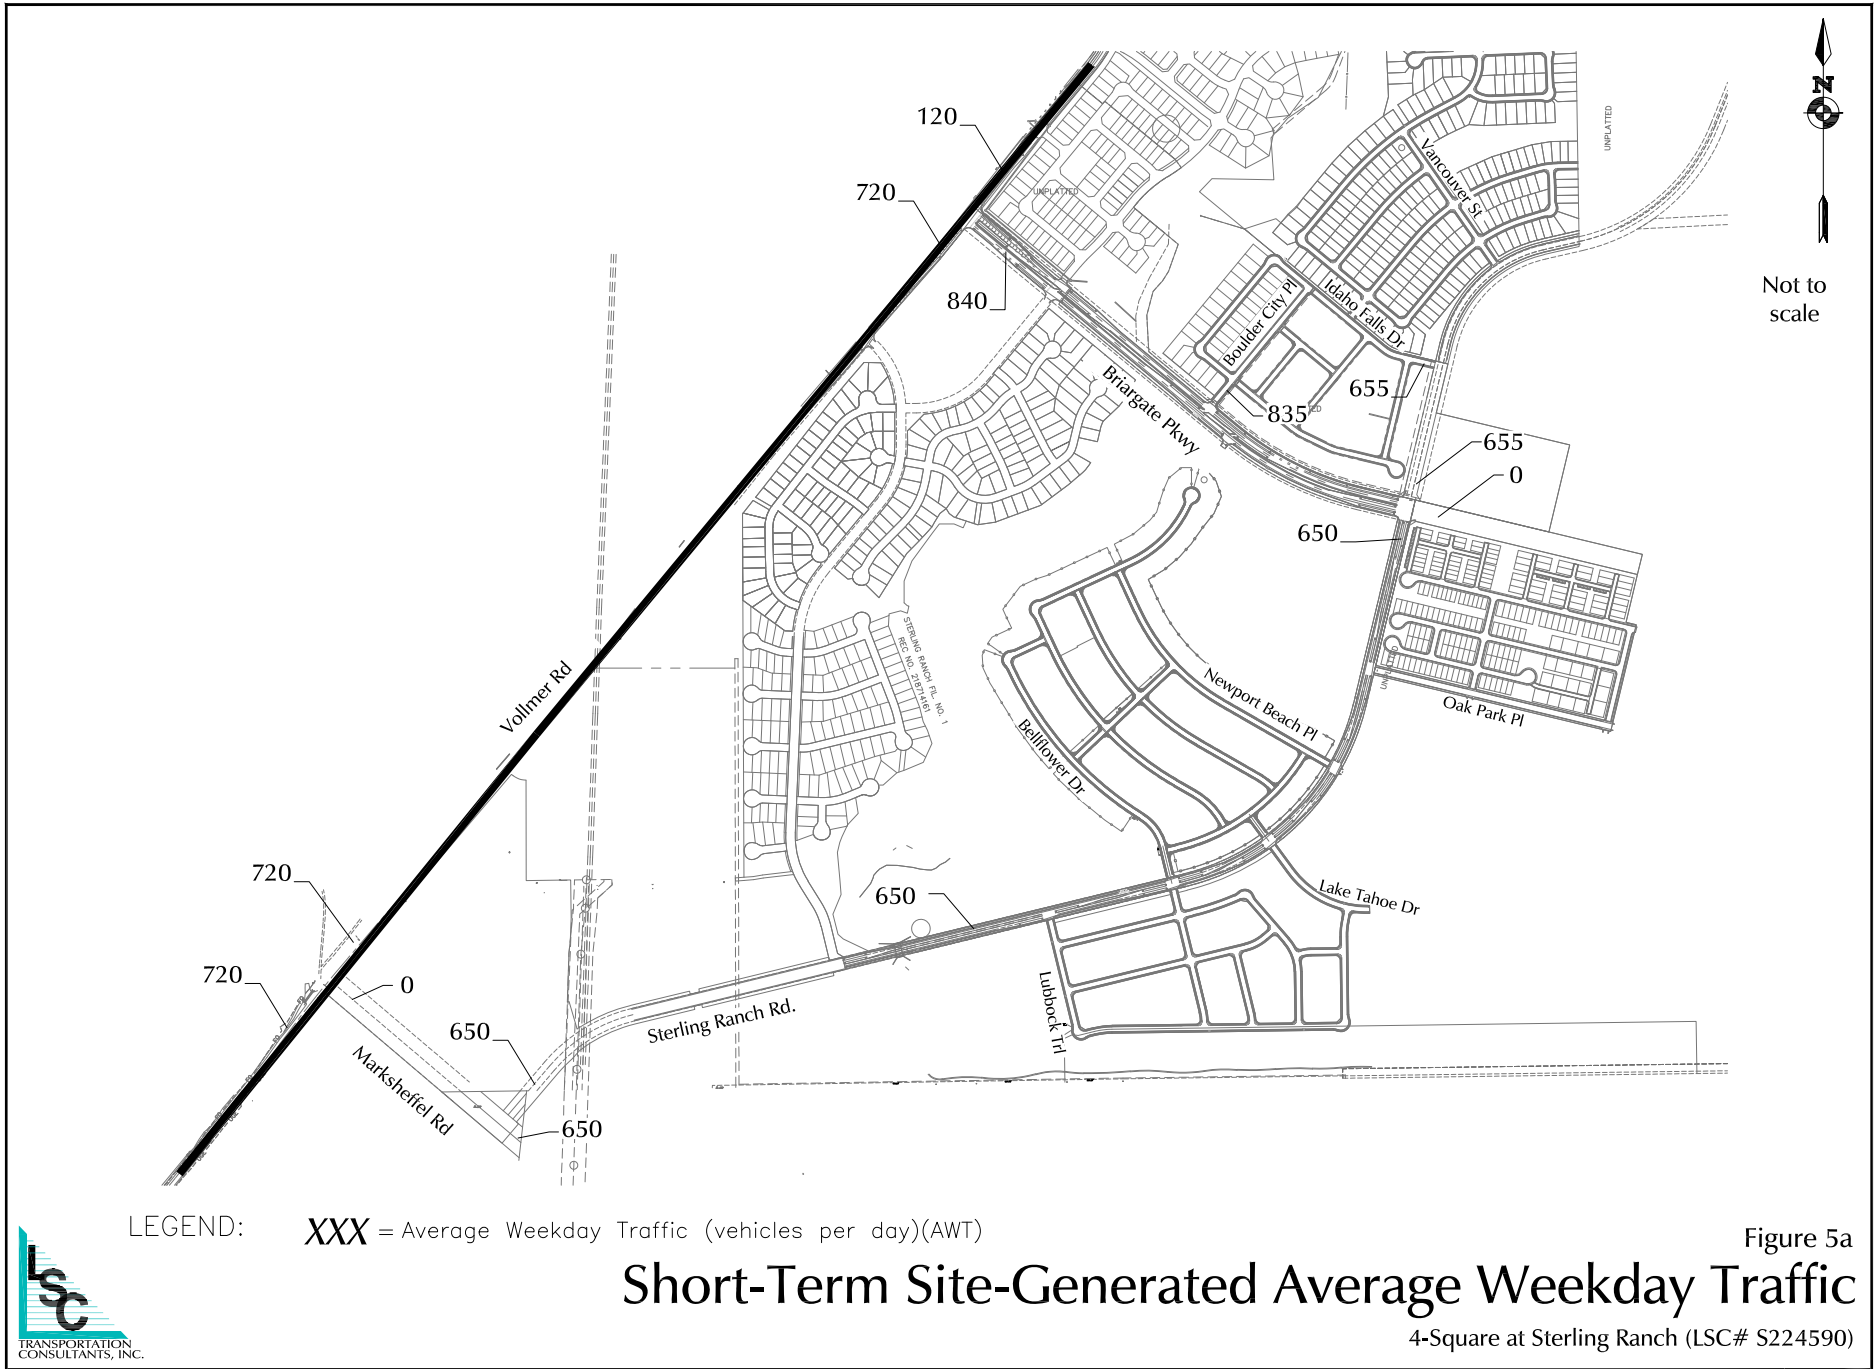 N
Not to
scale
120
720
840
UNPLATTED
UNPLATTED
Vancouver St
Idaho Falls Dr
Boulder City Pl
655
835
Briargate Pkwy
655
0
650
STERLING RANCH FIL. NO. 1
REC NO. 218714161
Vollmer Rd
Newport Beach Pl
Oak Park Pl
Bellflower Dr
720
650
Lake Tahoe Dr
720
0
650
Sterling Ranch Rd.
Lubbock Trl
Marksheffel Rd
650
LEGEND:
XXX = Average Weekday Traffic (vehicles per day)(AWT)
Figure 5a
Short-Term Site-Generated Average Weekday Traffic
4-Square at Sterling Ranch (LSC# S224590)
LSC
TRANSPORTATION
CONSULTANTS, INC.